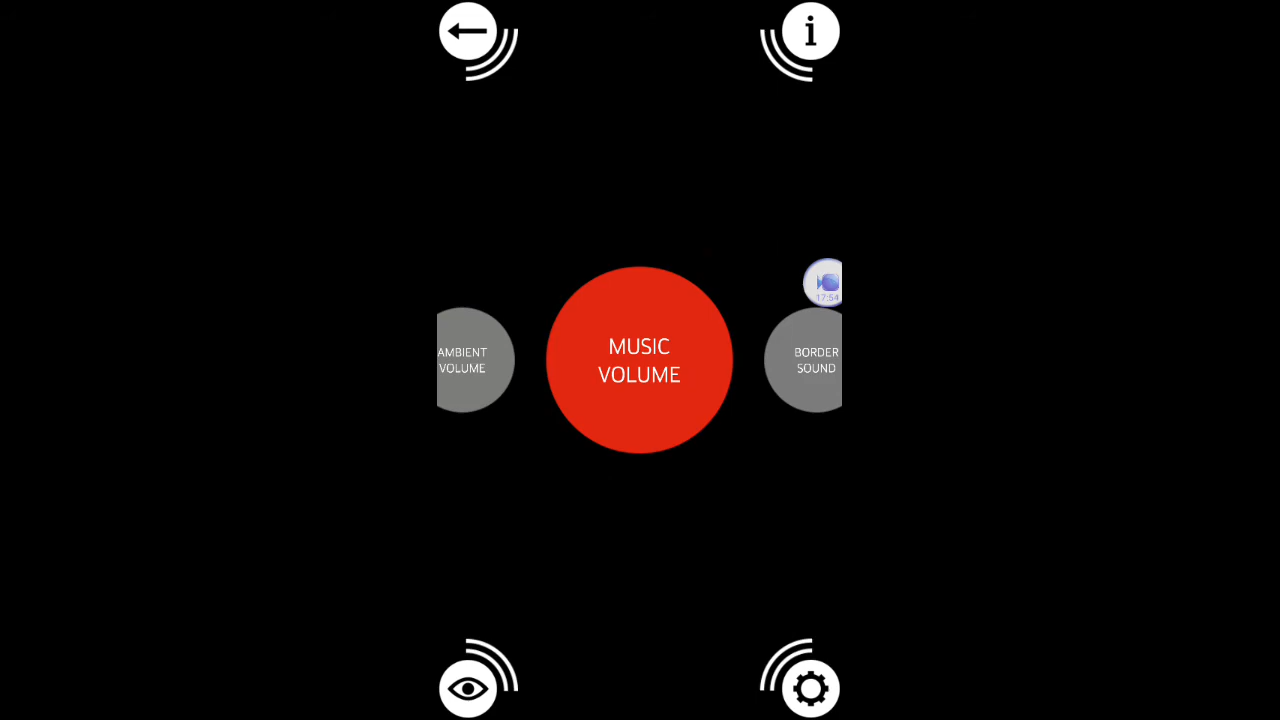 i
17:54
AMBIENT
VOLUME
MUSIC
VOLUME
BORDER
SOUND